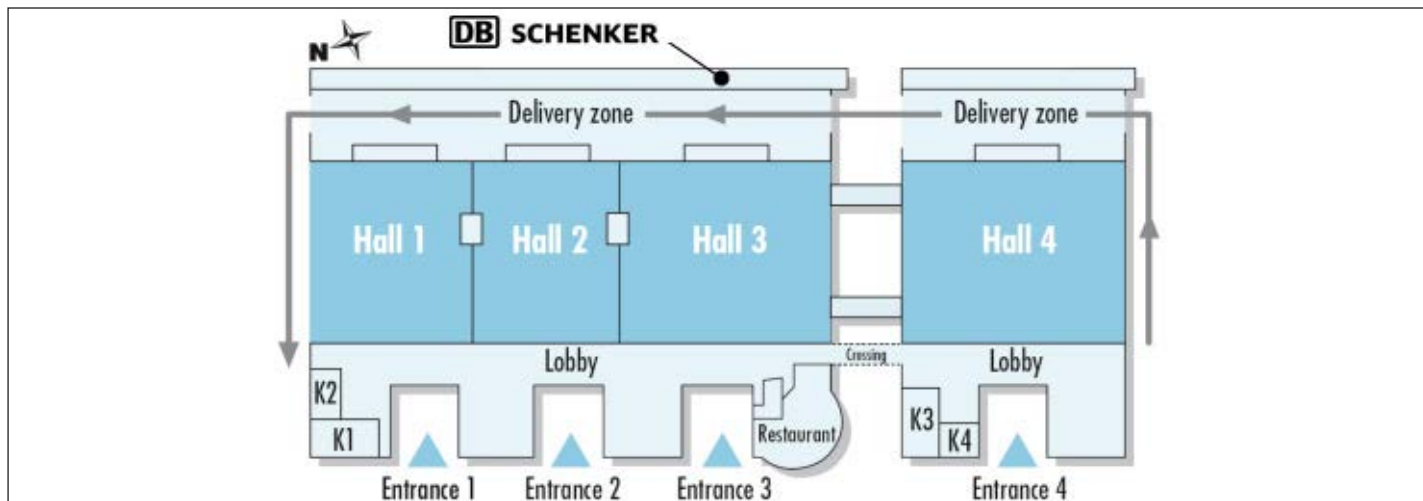 DB SCHENKER
N
Delivery zone
Delivery zone
Hall 1
Hall 2
Hall 3
Hall 4
Lobby
Crossing
Lobby
K2
K1
K3
K4
Restaurant
Entrance 1
Entrance 2
Entrance 3
Entrance 4